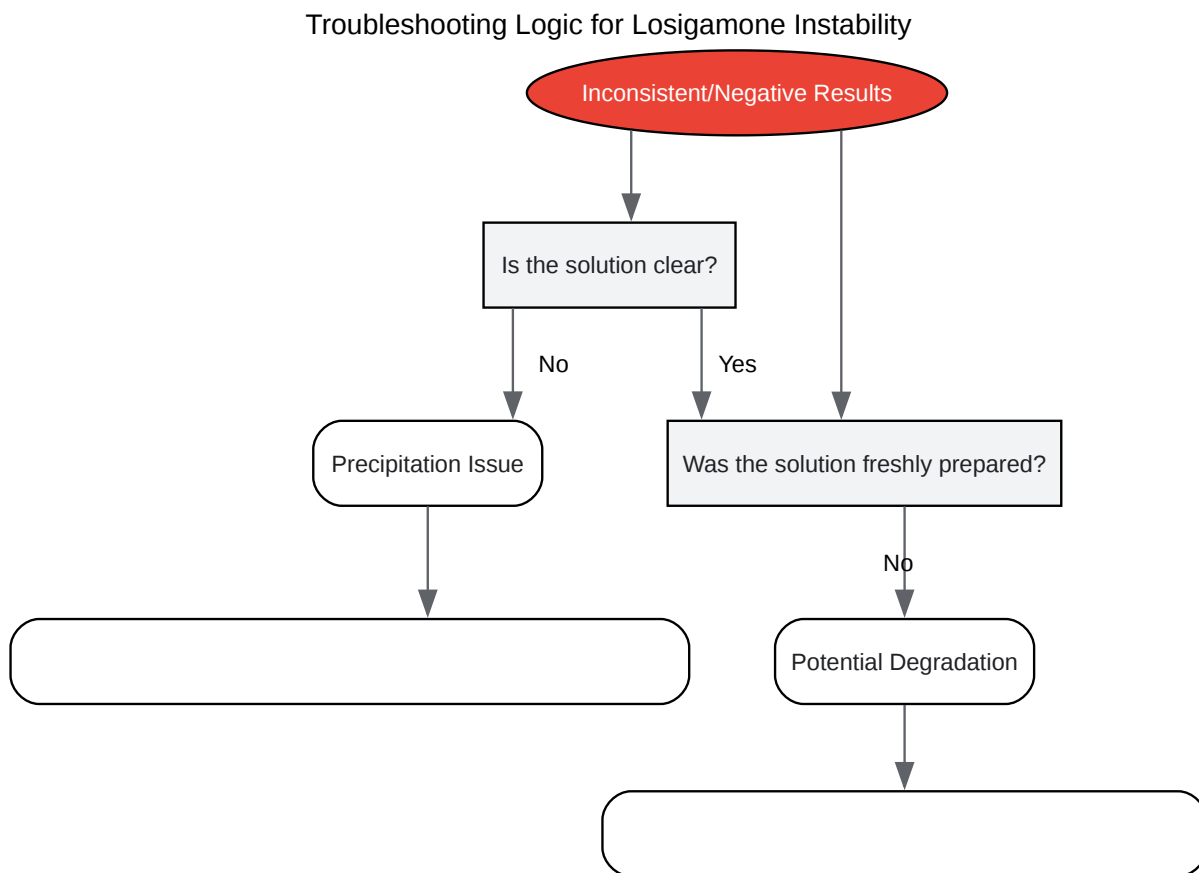 Troubleshooting Logic for Losigamone Instability
Inconsistent/Negative Results
Is the solution clear?
No
Yes
Precipitation Issue
Was the solution freshly prepared?
No
Potential Degradation